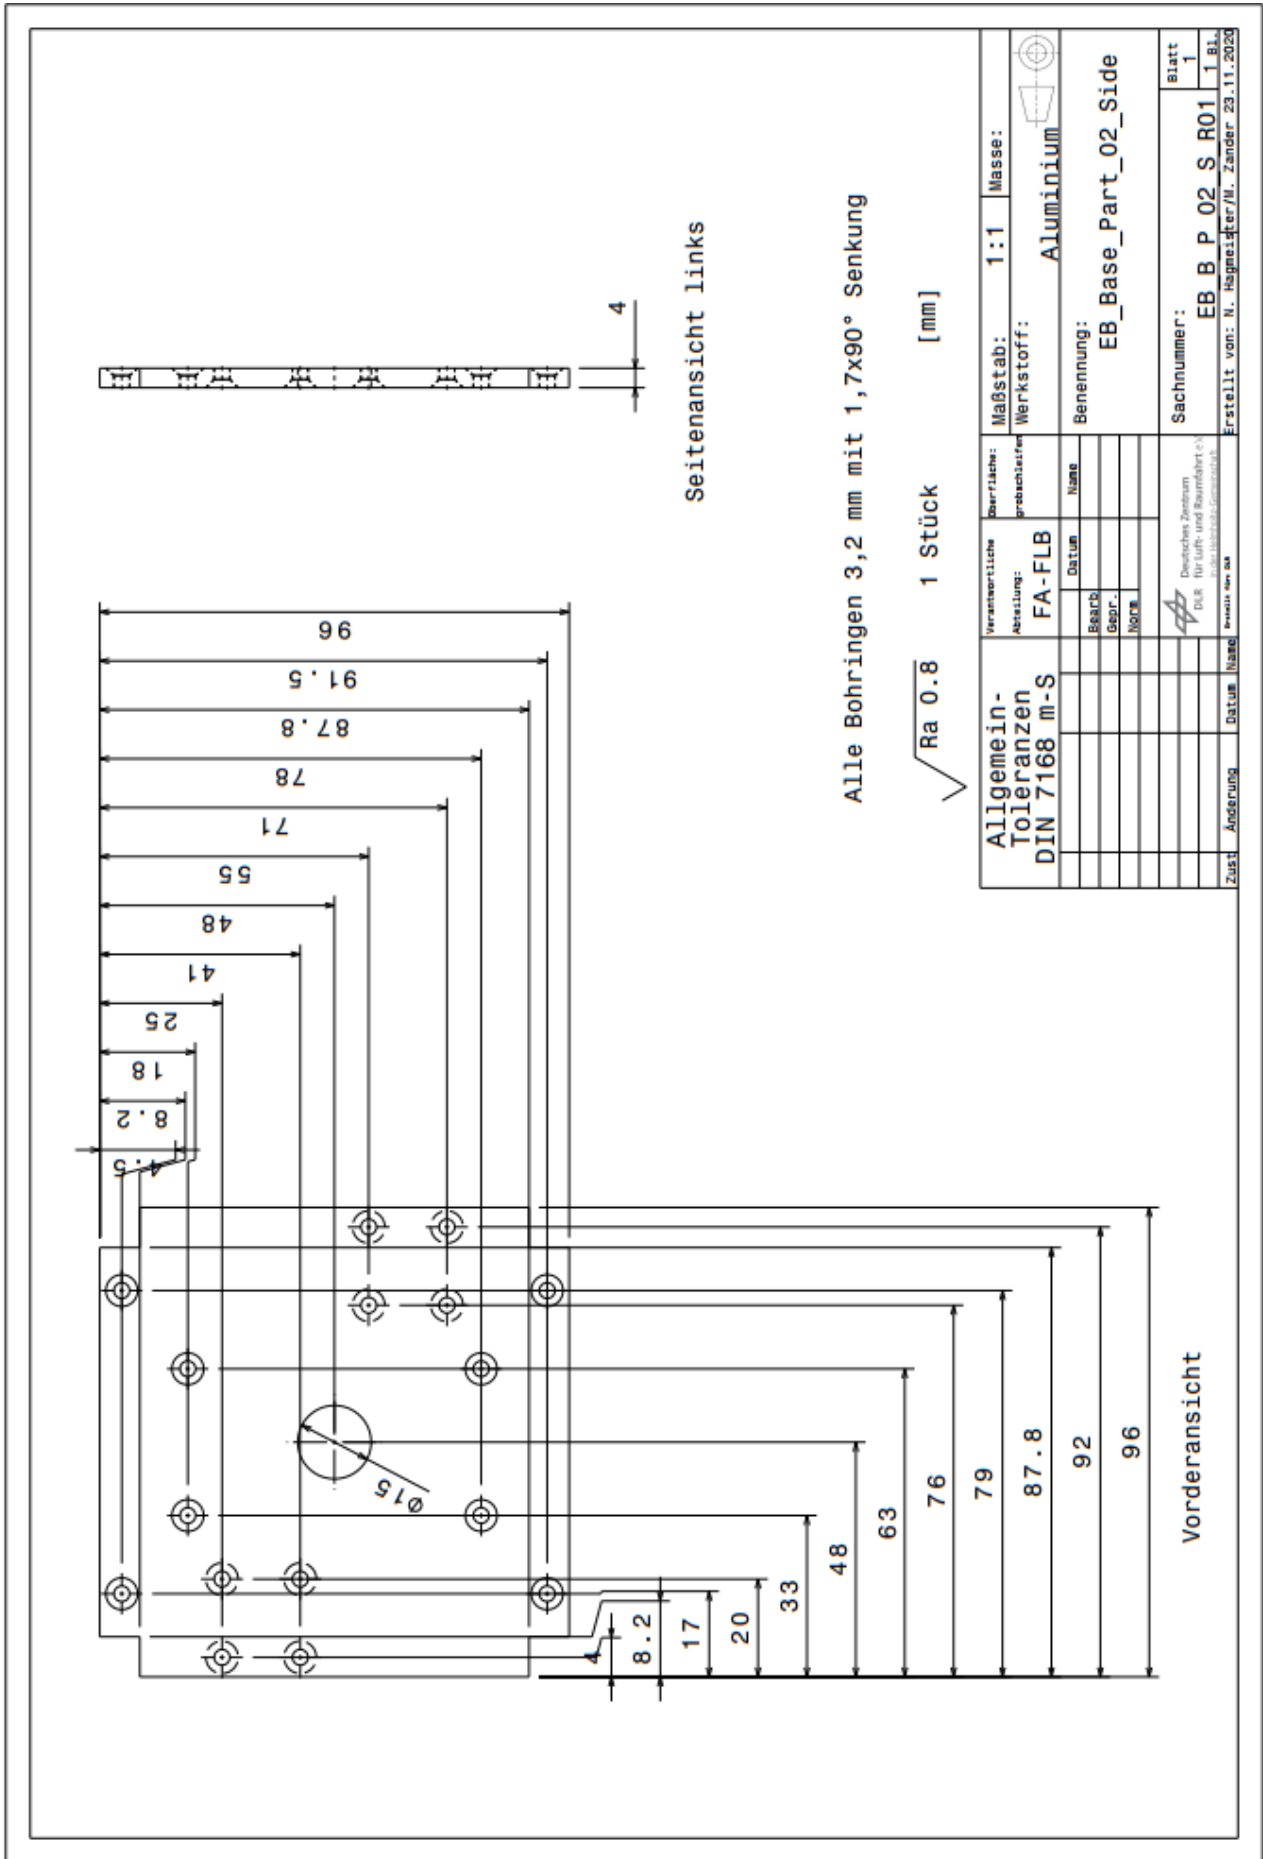 4
Seitenansicht links
96
91.5
87.8
78
71
55
48
41
25
18
8.2
4.5
Ø15
4
8.2
17
20
33
48
63
76
79
87.8
92
96
Vorderansicht
Alle Bohringen 3,2 mm mit 1,7x90° Senkung
Ra 0.8
1 Stück
[mm]
Allgemein-
Toleranzen
DIN 7168 m-S
Verantwortliche
Abteilung:
FA-FLB
Oberfläche:
grobschleifen
Maßstab:
1:1
Masse:
Werkstoff:
Aluminium
Datum
Name
Bearb.
Gepr.
Norm
Benennung:
EB_Base_Part_02_Side
DLR
Deutsches Zentrum
für Luft- und Raumfahrt e.V.
in der Helmholtz-Gemeinschaft
Sachnummer:
EB_B_P_02_S_R01
Blatt
1
1 Bl.
Zust
Änderung
Datum
Name
Erstellt von: N. Hagmeister/M. Zander 23.11.2020